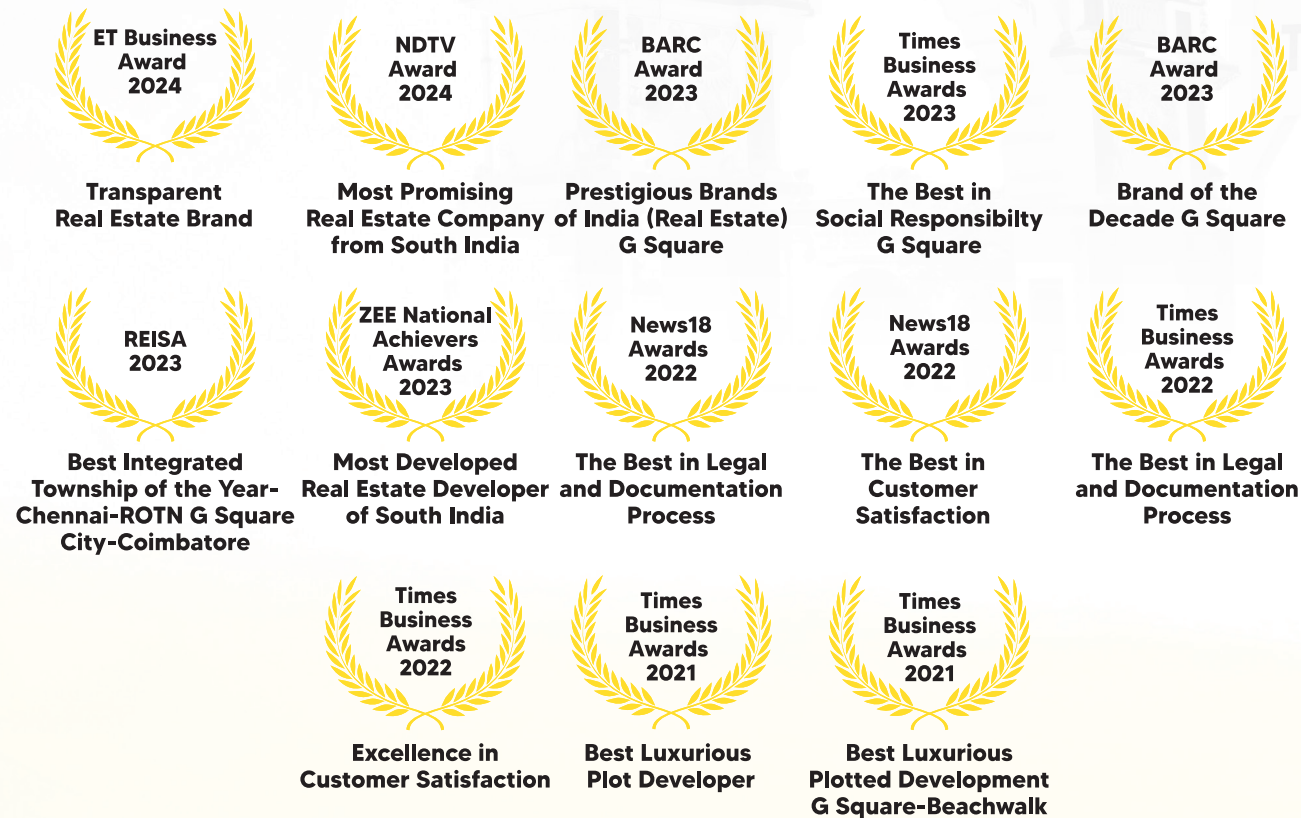 ET Business
Award
2024
Transparent
Real Estate Brand
NDTV
Award
2024
Most Promising
Real Estate Company
from South India
BARC
Award
2023
Prestigious Brands
of India (Real Estate)
G Square
Times
Business
Awards
2023
The Best in
Social Responsibilty
G Square
BARC
Award
2023
Brand of the
Decade G Square
REISA
2023
Best Integrated
Township of the Year-
Chennai-ROTN G Square
City-Coimbatore
ZEE National
Achievers
Awards
2023
Most Developed
Real Estate Developer
of South India
News18
Awards
2022
The Best in Legal
and Documentation
Process
News18
Awards
2022
The Best in
Customer
Satisfaction
Times
Business
Awards
2022
The Best in Legal
and Documentation
Process
Times
Business
Awards
2022
Excellence in
Customer Satisfaction
Times
Business
Awards
2021
Best Luxurious
Plot Developer
Times
Business
Awards
2021
Best Luxurious
Plotted Development
G Square-Beachwalk